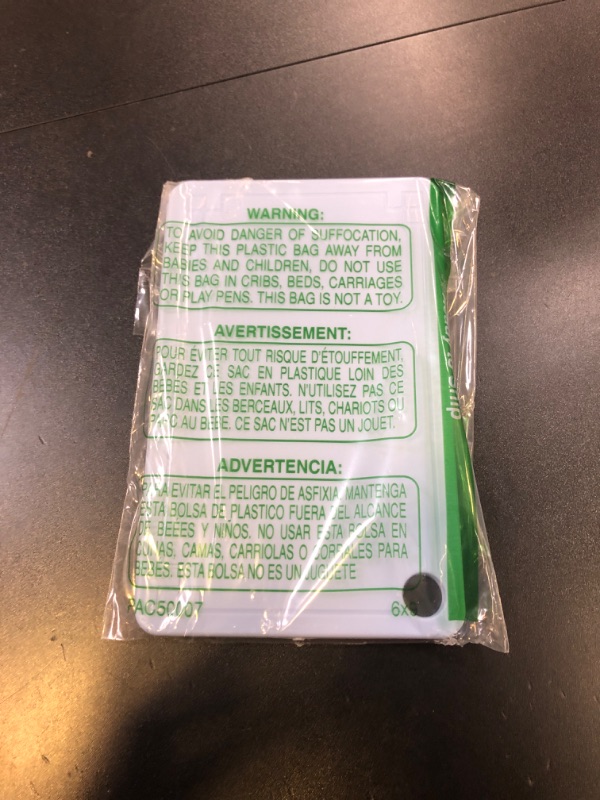 WARNING:
TO AVOID DANGER OF SUFFOCATION,
KEEP THIS PLASTIC BAG AWAY FROM
BABIES AND CHILDREN, DO NOT USE
THIS BAG IN CRIBS, BEDS, CARRIAGES
OR PLAY PENS. THIS BAG IS NOT A TOY.
AVERTISSEMENT:
POUR ÉVITER TOUT RISQUE D'ÉTOUFFEMENT,
GARDEZ CE SAC EN PLASTIQUE LOIN DES
BÉBÉS ET LES ENFANTS. N'UTILISEZ PAS CE
SAC DANS LES BERCEAUX, LITS, CHARIOTS OU
PARC AU BÉBÉ. CE SAC N'EST PAS UN JOUET.
ADVERTENCIA:
PARA EVITAR EL PELIGRO DE ASFIXIA, MANTENGA
ESTA BOLSA DE PLASTICO FUERA DEL ALCANCE
DE BEBÉS Y NIÑOS. NO USAR ESTA BOLSA EN
CUNAS, CAMAS, CARRIOLAS O CORRALES PARA
BEBES. ESTA BOLSA NO ES UN JUGUETE